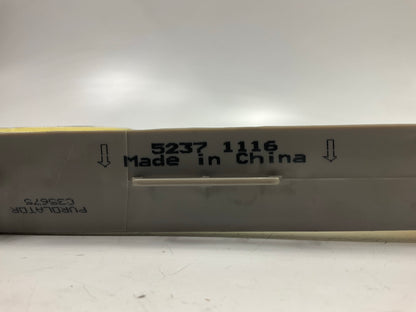 5237 1116
Made in China
PUROLATOR
C35675